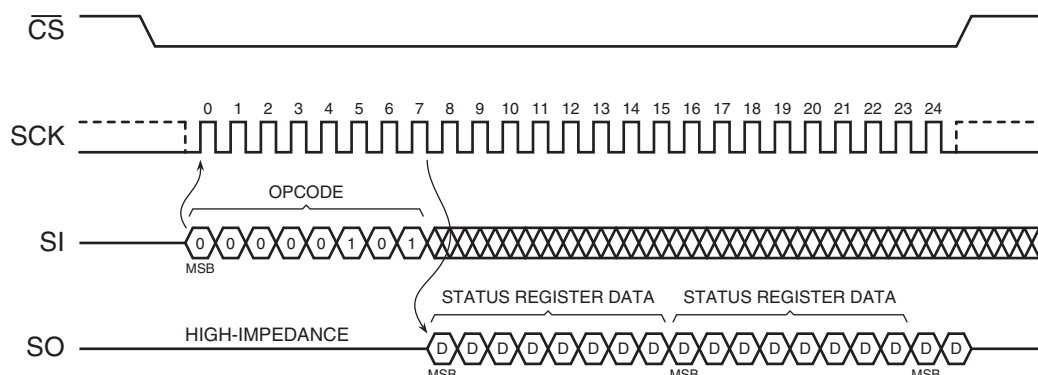 CS
SCK
0 1 2 3 4 5 6 7 8 9 10 11 12 13 14 15 16 17 18 19 20 21 22 23 24
OPCODE
SI
0 0 0 0 0 1 0 1
MSB
STATUS REGISTER DATA STATUS REGISTER DATA
SO
HIGH-IMPEDANCE
D D D D D D D D D D D D D D D D D D
MSB MSB MSB